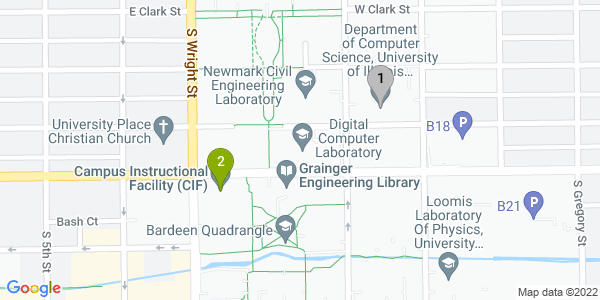 E Clark St
W Clark St
S Wright St
Department
of Computer
Science, University
of Illinois...
1
Newmark Civil
Engineering
Laboratory
University Place
Christian Church
Digital
Computer
Laboratory
B18
P
Campus Instructional
Facility (CIF)
2
Grainger
Engineering Library
Loomis
Laboratory
Of Physics,
University...
B21
P
Bash Ct
Bardeen Quadrangle
S 5th St
S Gregory St
Google
Map data ©2022